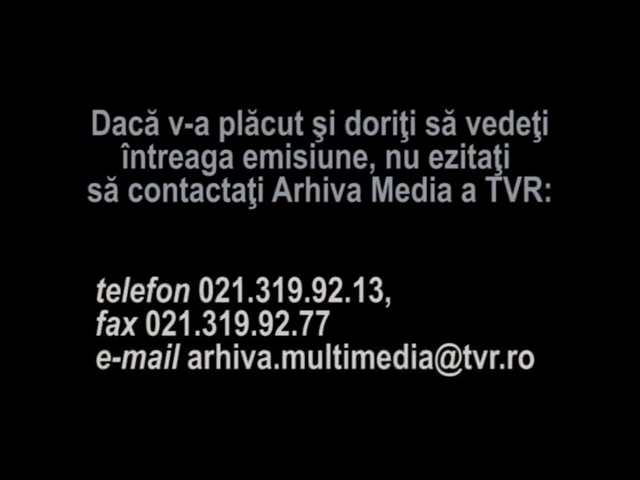 Dacă v-a plăcut şi doriţi să vedeţi
întreaga emisiune, nu ezitaţi
să contactaţi Arhiva Media a TVR:
telefon 021.319.92.13,
fax 021.319.92.77
e-mail arhiva.multimedia@tvr.ro